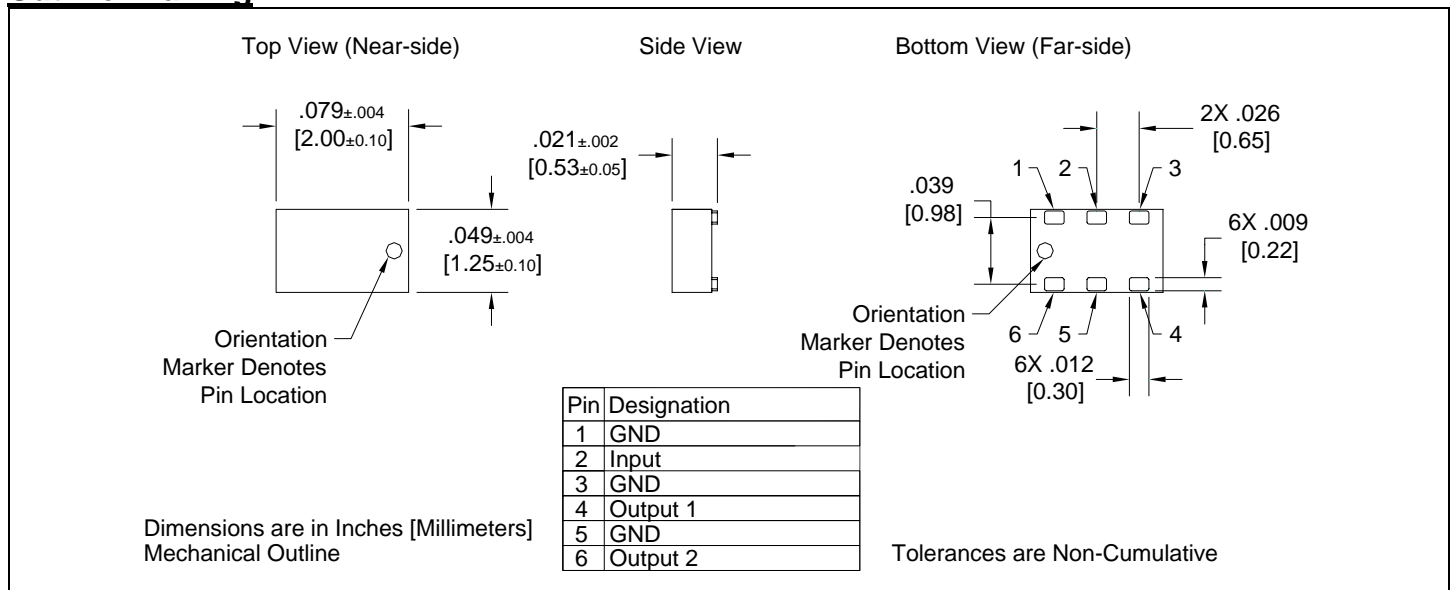 Top View (Near-side)
Side View
Bottom View (Far-side)
.079±.004
[2.00±0.10]
.049±.004
[1.25±0.10]
Orientation
Marker Denotes
Pin Location
.021±.002
[0.53±0.05]
2X .026
[0.65]
1
2
3
.039
[0.98]
6X .009
[0.22]
Orientation
Marker Denotes
Pin Location
6
5
4
6X .012
[0.30]
Pin Designation
1 GND
2 Input
3 GND
4 Output 1
5 GND
6 Output 2
Dimensions are in Inches [Millimeters]
Mechanical Outline
Tolerances are Non-Cumulative